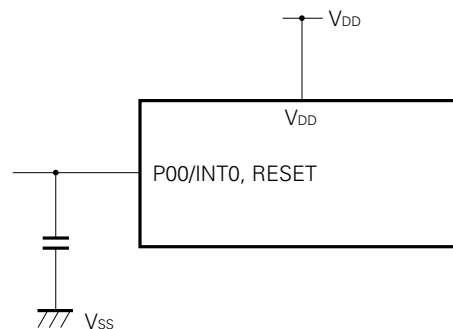 VDD
VDD
P00/INT0, RESET
VSS